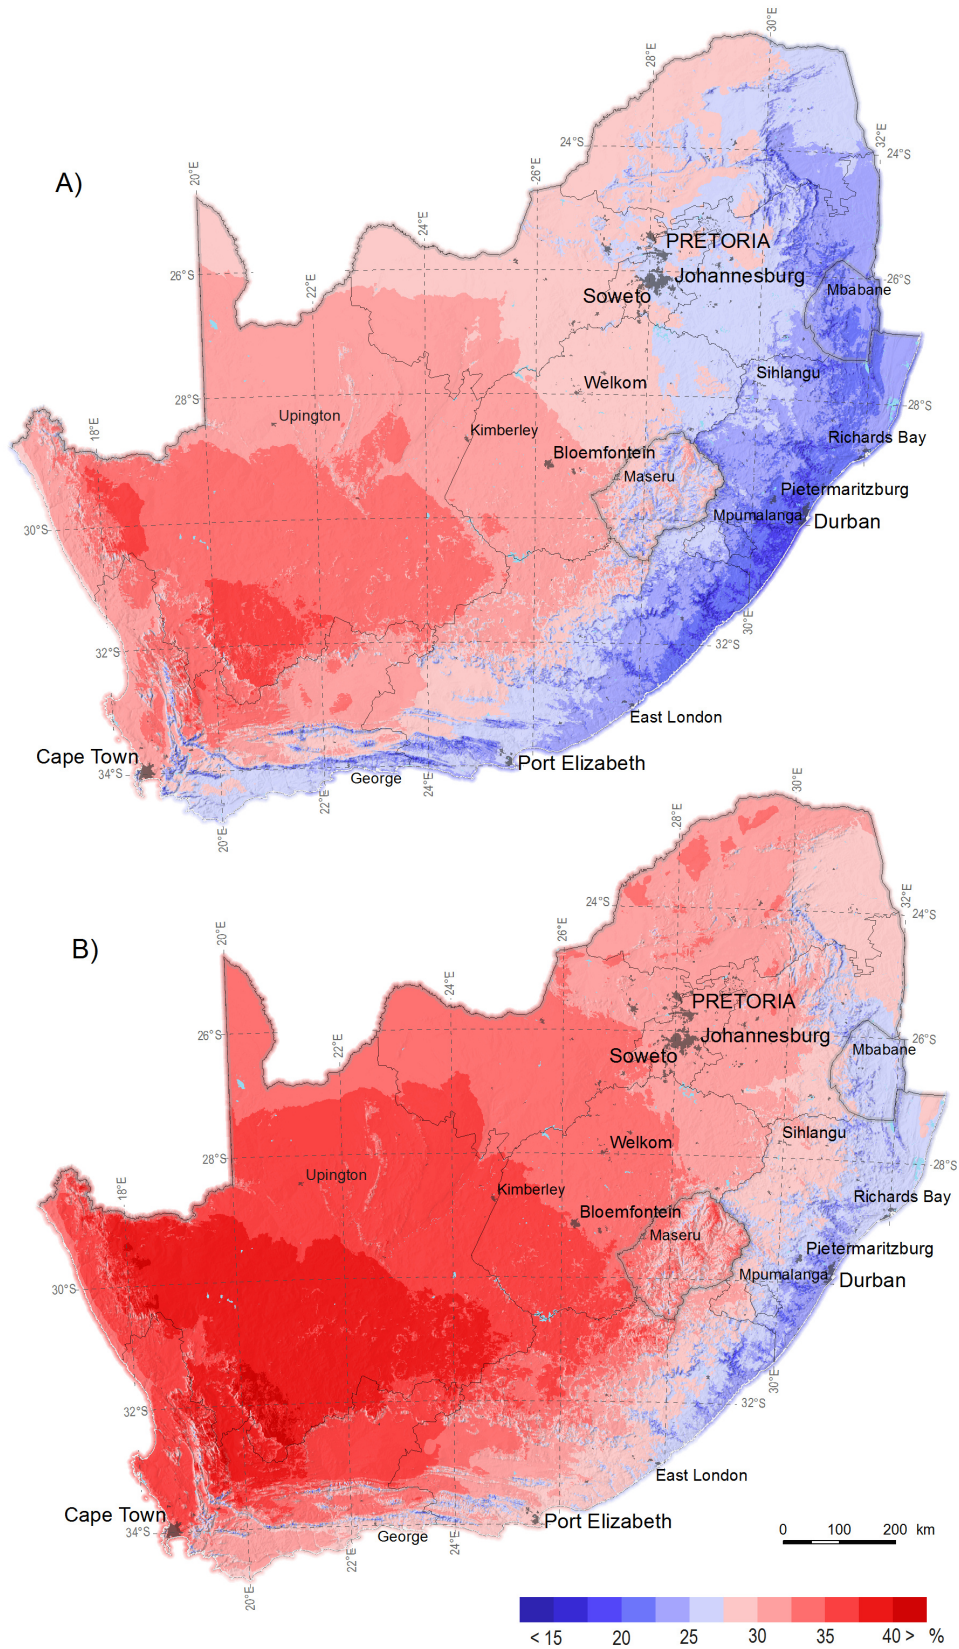 30°E
28°E
24°S
32°E
24°S
A)
20°E
26°E
24°E
PRETORIA
26°S
22°E
Johannesburg
26°S
Mbabane
Soweto
Sihlangu
Welkom
28°S
28°S
18°E
Upington
Kimberley
Richards Bay
Bloemfontein
Maseru
Pietermaritzburg
30°S
Mpumalanga
Durban
30°E
32°S
32°S
East London
Cape Town
34°S
George
Port Elizabeth
20°E
22°E
24°E
30°E
28°E
24°S
32°E
24°S
B)
20°E
26°E
24°E
PRETORIA
26°S
22°E
Johannesburg
26°S
Mbabane
Soweto
Sihlangu
Welkom
28°S
28°S
18°E
Upington
Kimberley
Richards Bay
Bloemfontein
Maseru
Pietermaritzburg
30°S
Mpumalanga
Durban
30°E
32°S
32°S
East London
Cape Town
34°S
George
Port Elizabeth
20°E
22°E
24°E
0 100 200 km
< 15 20 25 30 35 40 > %